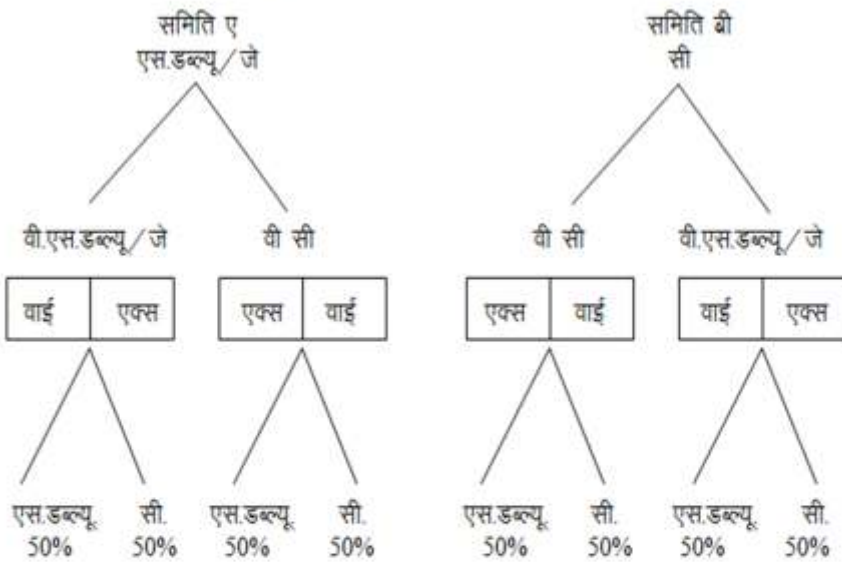 समिति ए
समिति बी
एस.डब्ल्यू/जे
सी
वी.एस.डब्ल्यू/जे
वी सी
वी सी
वी.एस.डब्ल्यू/जे
वाई
एक्स
एक्स
वाई
एक्स
वाई
वाई
एक्स
एस.डब्ल्यू.
सी.
एस.डब्ल्यू.
सी.
एस.डब्ल्यू.
सी.
एस.डब्ल्यू.
सी.
50%
50%
50%
50%
50%
50%
50%
50%